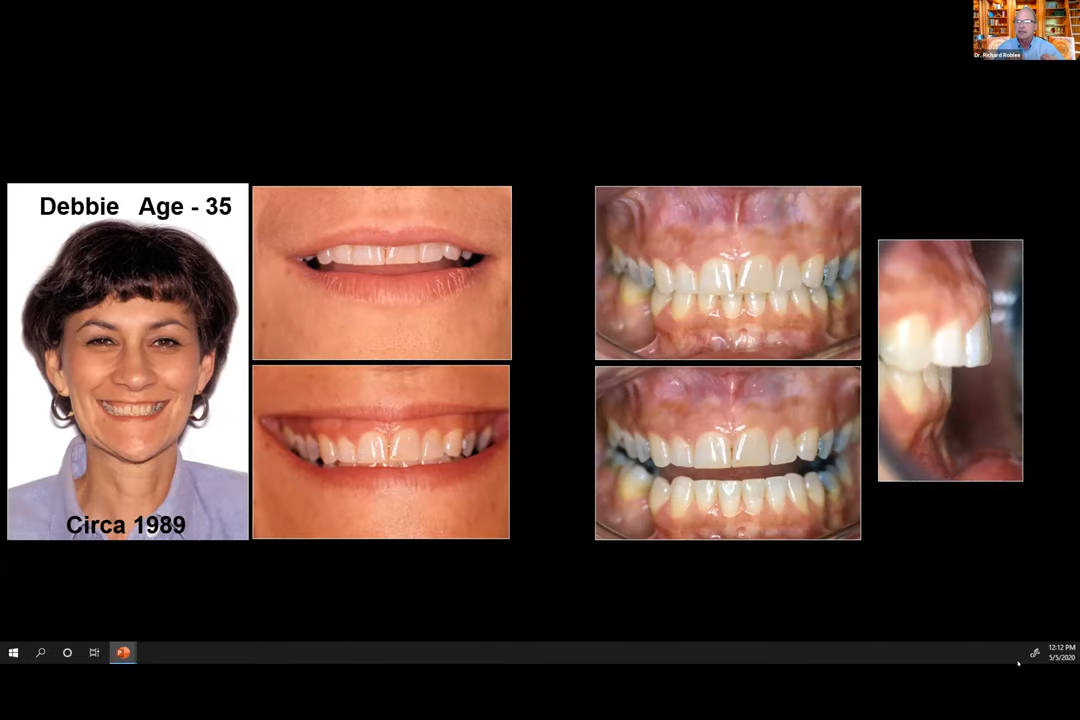 Dr. Richard Roblee
Debbie Age - 35
Circa 1989
12:12 PM
5/5/2020